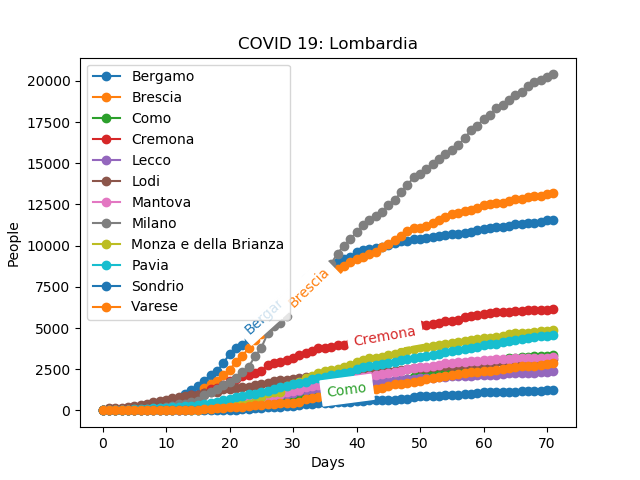 COVID 19: Lombardia
20000
17500
15000
12500
10000
7500
5000
2500
0
People
Bergamo
Brescia
Como
Cremona
Lecco
Lodi
Mantova
Milano
Monza e della Brianza
Pavia
Sondrio
Varese
Bergar
Brescia
Cremona
Como
0 10 20 30 40 50 60 70
Days